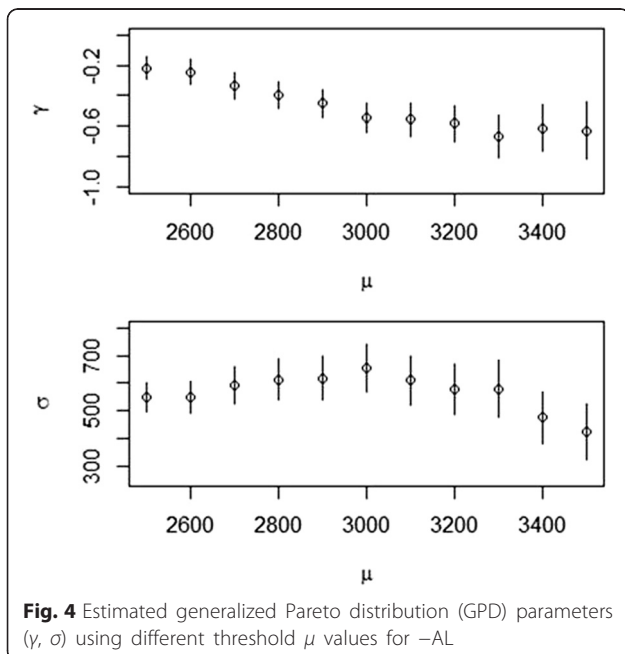 -0.2
-0.6
-1.0
γ
2600 2800 3000 3200 3400
μ
700
500
300
σ
2600 2800 3000 3200 3400
μ
Fig. 4 Estimated generalized Pareto distribution (GPD) parameters
(γ, σ) using different threshold μ values for −AL